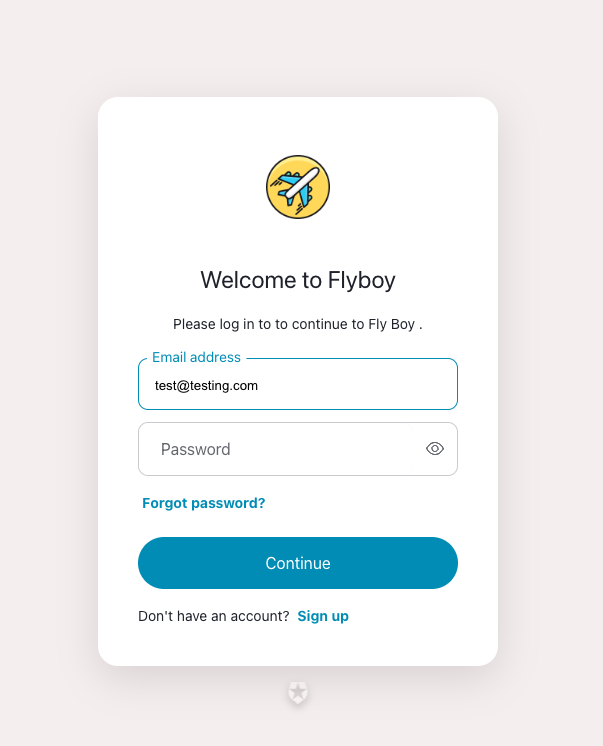 Welcome to Flyboy
Please log in to to continue to Fly Boy .
Email address
test@testing.com
Password
Forgot password?
Continue
Don't have an account? Sign up